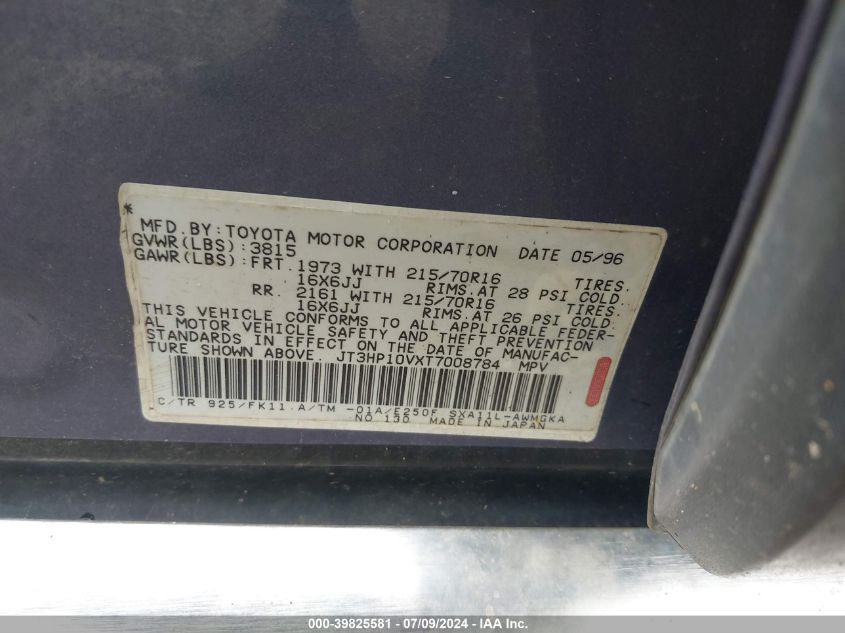 *
MFD. BY: TOYOTA MOTOR CORPORATION DATE 05/96
GVWR(LBS): 3815
GAWR(LBS): FRT. 1973 WITH 215/70R16 TIRES.
16X6JJ RIMS. AT 28 PSI COLD.
RR. 2161 WITH 215/70R16 TIRES.
16X6JJ RIMS. AT 26 PSI COLD.
THIS VEHICLE CONFORMS TO ALL APPLICABLE FEDER-
AL MOTOR VEHICLE SAFETY AND THEFT PREVENTION
STANDARDS IN EFFECT ON THE DATE OF MANUFAC-
TURE SHOWN ABOVE. JT3HP10VXT7008784 MPV
C/TR 925/FK11 A/TM -01A/E250F SXA11L-AWMGKA
NO 130 MADE IN JAPAN
000-39825581 - 07/09/2024 - IAA Inc.